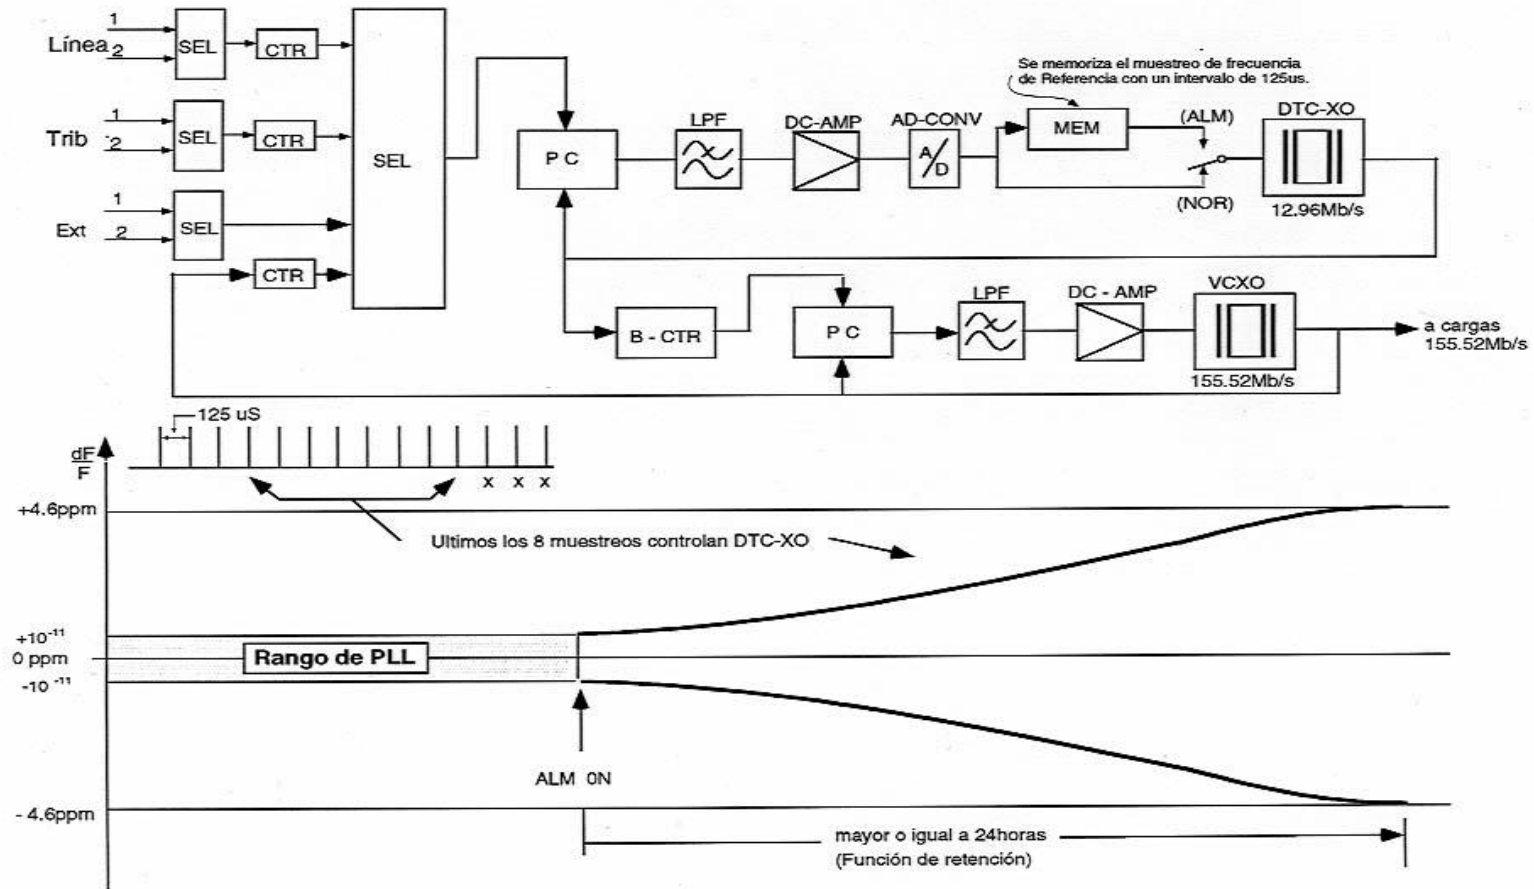 1
Línea
2
SEL
CTR
1
Trib
2
SEL
CTR
1
Ext
2
SEL
CTR
SEL
P C
LPF
DC-AMP
AD-CONV
A/D
Se memoriza el muestreo de frecuencia
de Referencia con un intervalo de 125us.
MEM
(ALM)
(NOR)
DTC-XO
12.96Mb/s
B - CTR
P C
LPF
DC - AMP
VCXO
155.52Mb/s
a cargas
155.52Mb/s
125 uS
dF
F
x x x
+4.6ppm
Ultimos los 8 muestreos controlan DTC-XO
+10-11
0 ppm
-10 -11
Rango de PLL
ALM 0N
- 4.6ppm
mayor o igual a 24horas
(Función de retención)